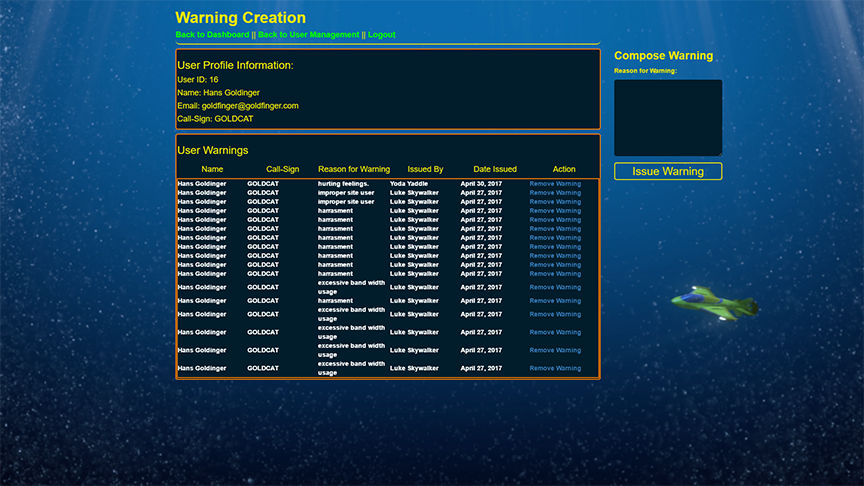 Warning Creation
Back to Dashboard || Back to User Management || Logout
User Profile Information:
User ID: 16
Name: Hans Goldinger
Email: goldfinger@goldfinger.com
Call-Sign: GOLDCAT
User Warnings
Name Call-Sign Reason for Warning Issued By Date Issued Action
Hans Goldinger GOLDCAT hurting feelings. Yoda Yaddle April 30, 2017 Remove Warning
Hans Goldinger GOLDCAT improper site user Luke Skywalker April 27, 2017 Remove Warning
Hans Goldinger GOLDCAT improper site user Luke Skywalker April 27, 2017 Remove Warning
Hans Goldinger GOLDCAT harrasment Luke Skywalker April 27, 2017 Remove Warning
Hans Goldinger GOLDCAT harrasment Luke Skywalker April 27, 2017 Remove Warning
Hans Goldinger GOLDCAT harrasment Luke Skywalker April 27, 2017 Remove Warning
Hans Goldinger GOLDCAT harrasment Luke Skywalker April 27, 2017 Remove Warning
Hans Goldinger GOLDCAT harrasment Luke Skywalker April 27, 2017 Remove Warning
Hans Goldinger GOLDCAT harrasment Luke Skywalker April 27, 2017 Remove Warning
Hans Goldinger GOLDCAT harrasment Luke Skywalker April 27, 2017 Remove Warning
Hans Goldinger GOLDCAT harrasment Luke Skywalker April 27, 2017 Remove Warning
Hans Goldinger GOLDCAT excessive band width Luke Skywalker April 27, 2017 Remove Warning
usage
Hans Goldinger GOLDCAT harrasment Luke Skywalker April 27, 2017 Remove Warning
Hans Goldinger GOLDCAT excessive band width Luke Skywalker April 27, 2017 Remove Warning
usage
Hans Goldinger GOLDCAT excessive band width Luke Skywalker April 27, 2017 Remove Warning
usage
Hans Goldinger GOLDCAT excessive band width Luke Skywalker April 27, 2017 Remove Warning
usage
Hans Goldinger GOLDCAT excessive band width Luke Skywalker April 27, 2017 Remove Warning
usage
Compose Warning
Reason for Warning:
Issue Warning